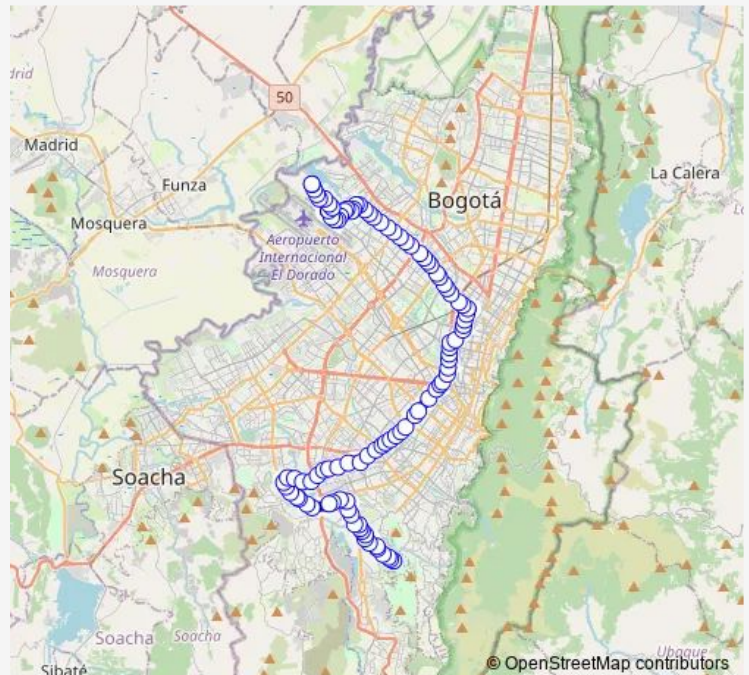 50
Madrid
Funza
La Calera
Bogotá
Mosquera
Aeropuerto
Internacional
El Dorado
Mosquera
Soacha
Soacha
Soacha
Sibaté
Ubaque
© OpenStreetMap contributors